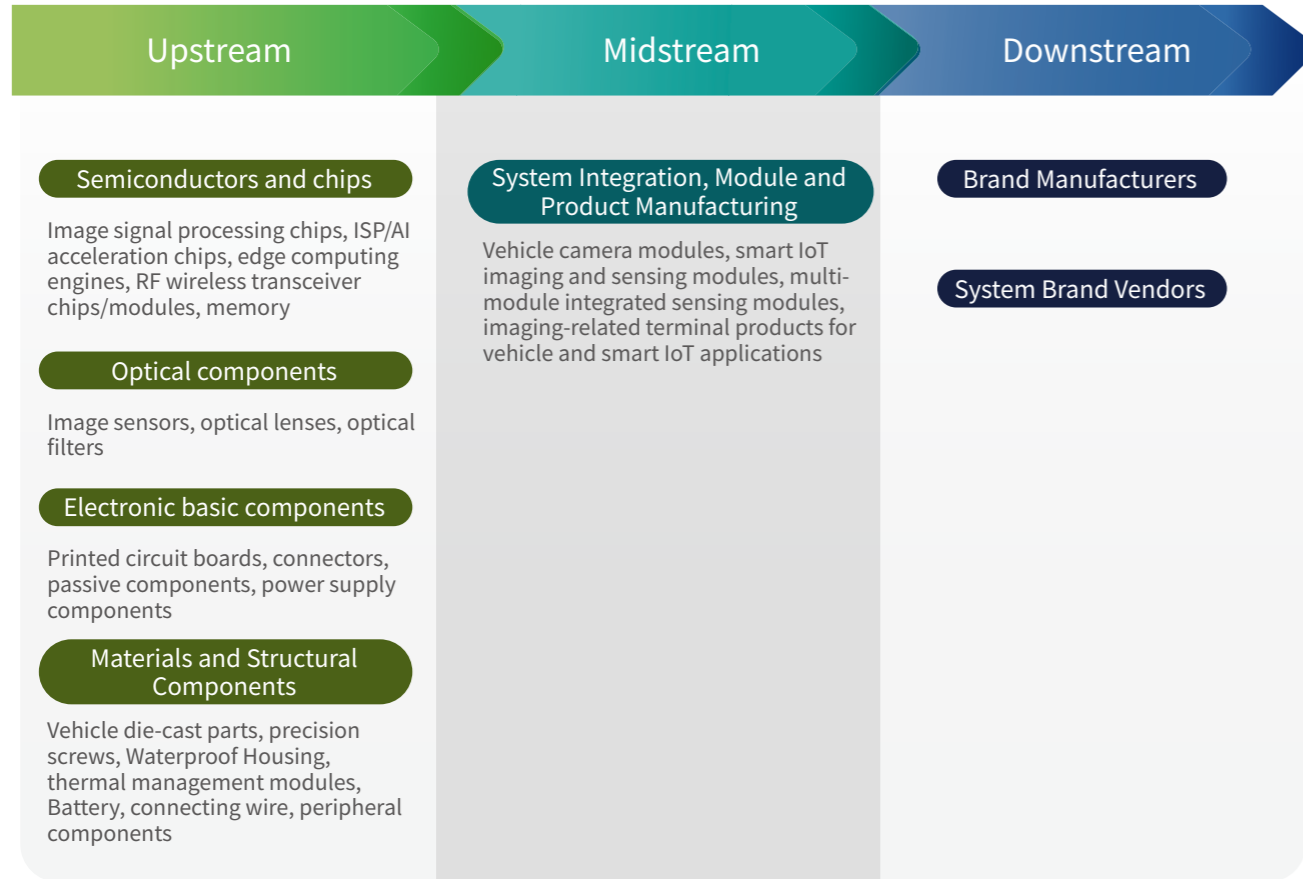 Upstream
Midstream
Downstream
Semiconductors and chips
Image signal processing chips, ISP/AI
acceleration chips, edge computing
engines, RF wireless transceiver
chips/modules, memory
Optical components
Image sensors, optical lenses, optical
filters
Electronic basic components
Printed circuit boards, connectors,
passive components, power supply
components
Materials and Structural
Components
Vehicle die-cast parts, precision
screws, Waterproof Housing,
thermal management modules,
Battery, connecting wire, peripheral
components
System Integration, Module and
Product Manufacturing
Vehicle camera modules, smart IoT
imaging and sensing modules, multi-
module integrated sensing modules,
imaging-related terminal products for
vehicle and smart IoT applications
Brand Manufacturers
System Brand Vendors